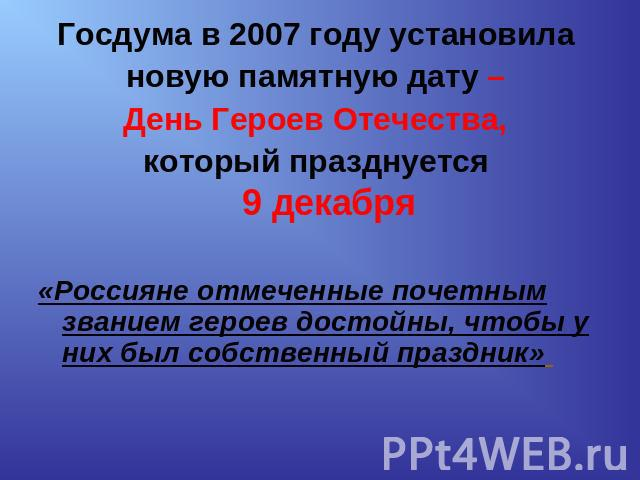 Госдума в 2007 году установила
новую памятную дату –
День Героев Отечества,
который празднуется
9 декабря
«Россияне отмеченные почетным
званием героев достойны, чтобы у
них был собственный праздник»
PPt4WEB.ru